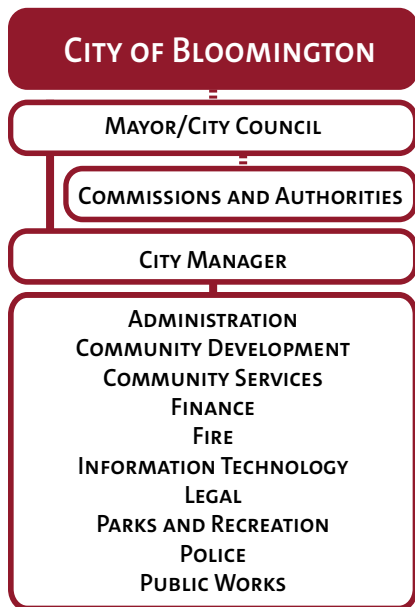 City of Bloomington
Mayor/City Council
Commissions and Authorities
City Manager
Administration
Community Development
Community Services
Finance
Fire
Information Technology
Legal
Parks and Recreation
Police
Public Works